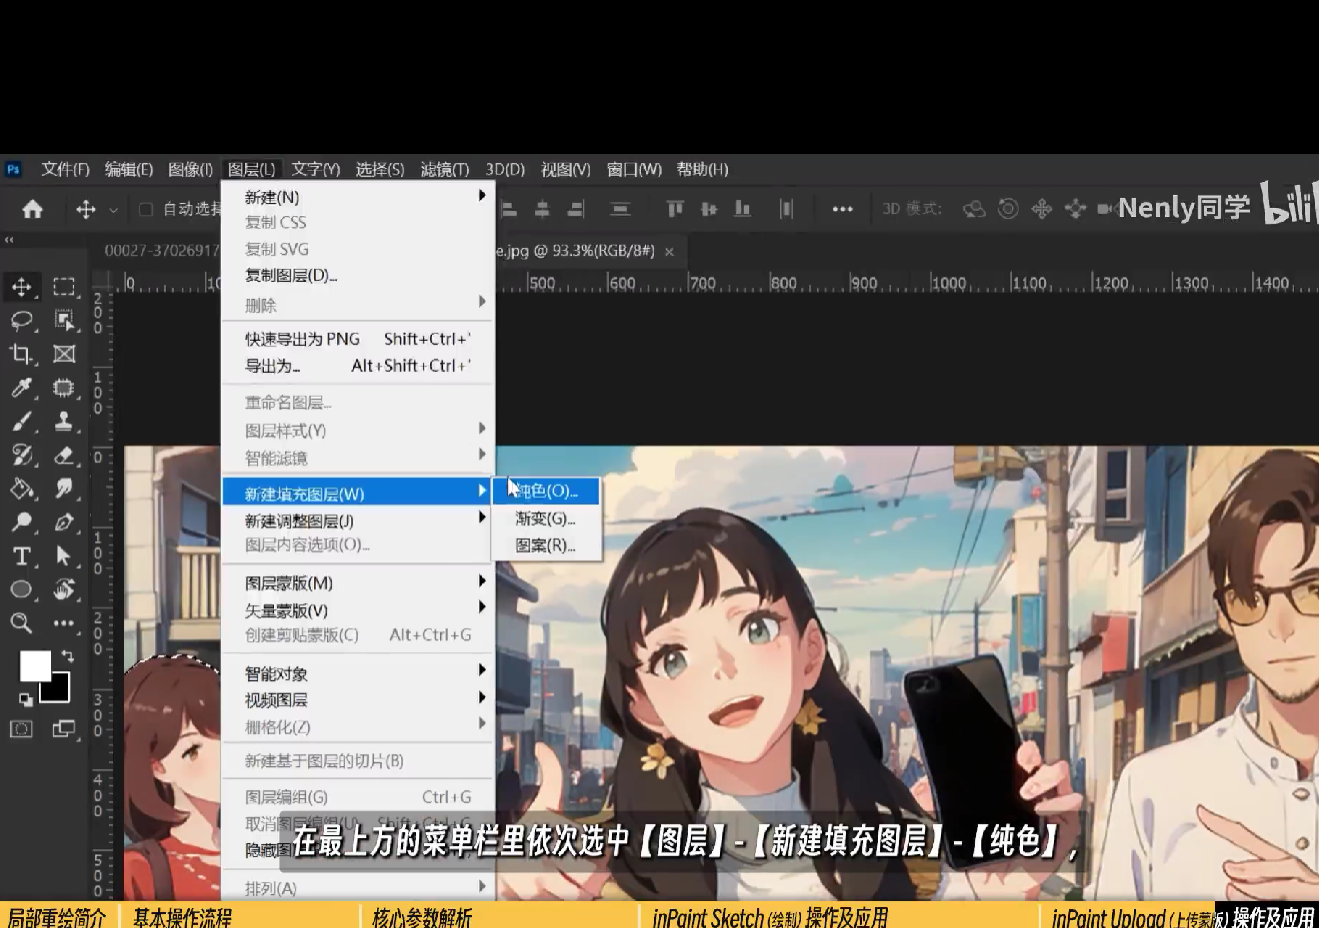 Ps 文件(F) 编辑(E) 图像(I) 图层(L) 文字(Y) 选择(S) 滤镜(T) 3D(D) 视图(V) 窗口(W) 帮助(H)
自动选择 3D 模式: Nenly同学 bili
00027-37026917 e.jpg @ 93.3%(RGB/8#) ×
0 500 600 700 800 900 1000 1100 1200 1300 1400
新建(N)
复制 CSS
复制 SVG
复制图层(D)...
删除
快速导出为 PNG Shift+Ctrl+'
导出为... Alt+Shift+Ctrl+'
重命名图层...
图层样式(Y)
智能滤镜
新建填充图层(W)
纯色(O)...
渐变(G)...
图案(R)...
新建调整图层(J)
图层内容选项(O)...
图层蒙版(M)
矢量蒙版(V)
创建剪贴蒙版(C) Alt+Ctrl+G
智能对象
视频图层
栅格化(Z)
新建基于图层的切片(B)
图层编组(G) Ctrl+G
取消图层编组(U) Shift+Ctrl+G
隐藏图
在最上方的菜单栏里依次选中【图层】-【新建填充图层】-【纯色】,
排列(A)
局部重绘简介 基本操作流程 核心参数解析 inPaint Sketch (绘制) 操作及应用 inPaint Upload (上传蒙版) 操作及应用